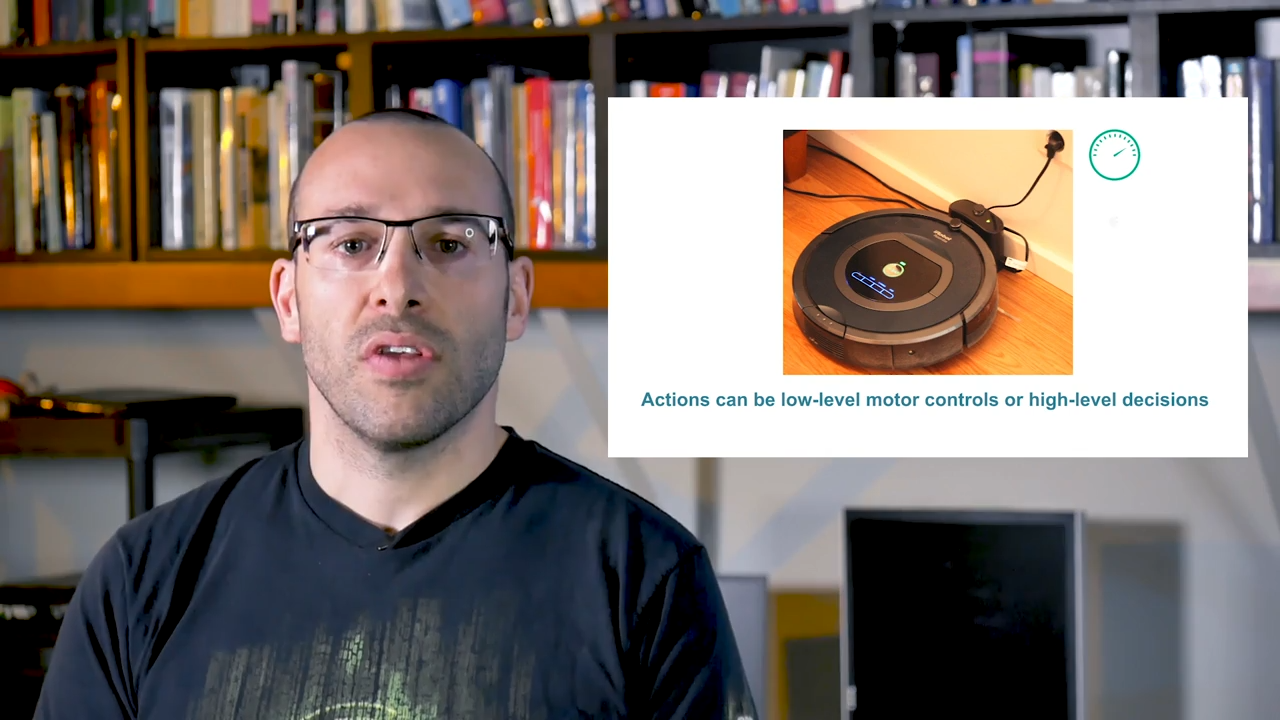 Actions can be low-level motor controls or high-level decisions